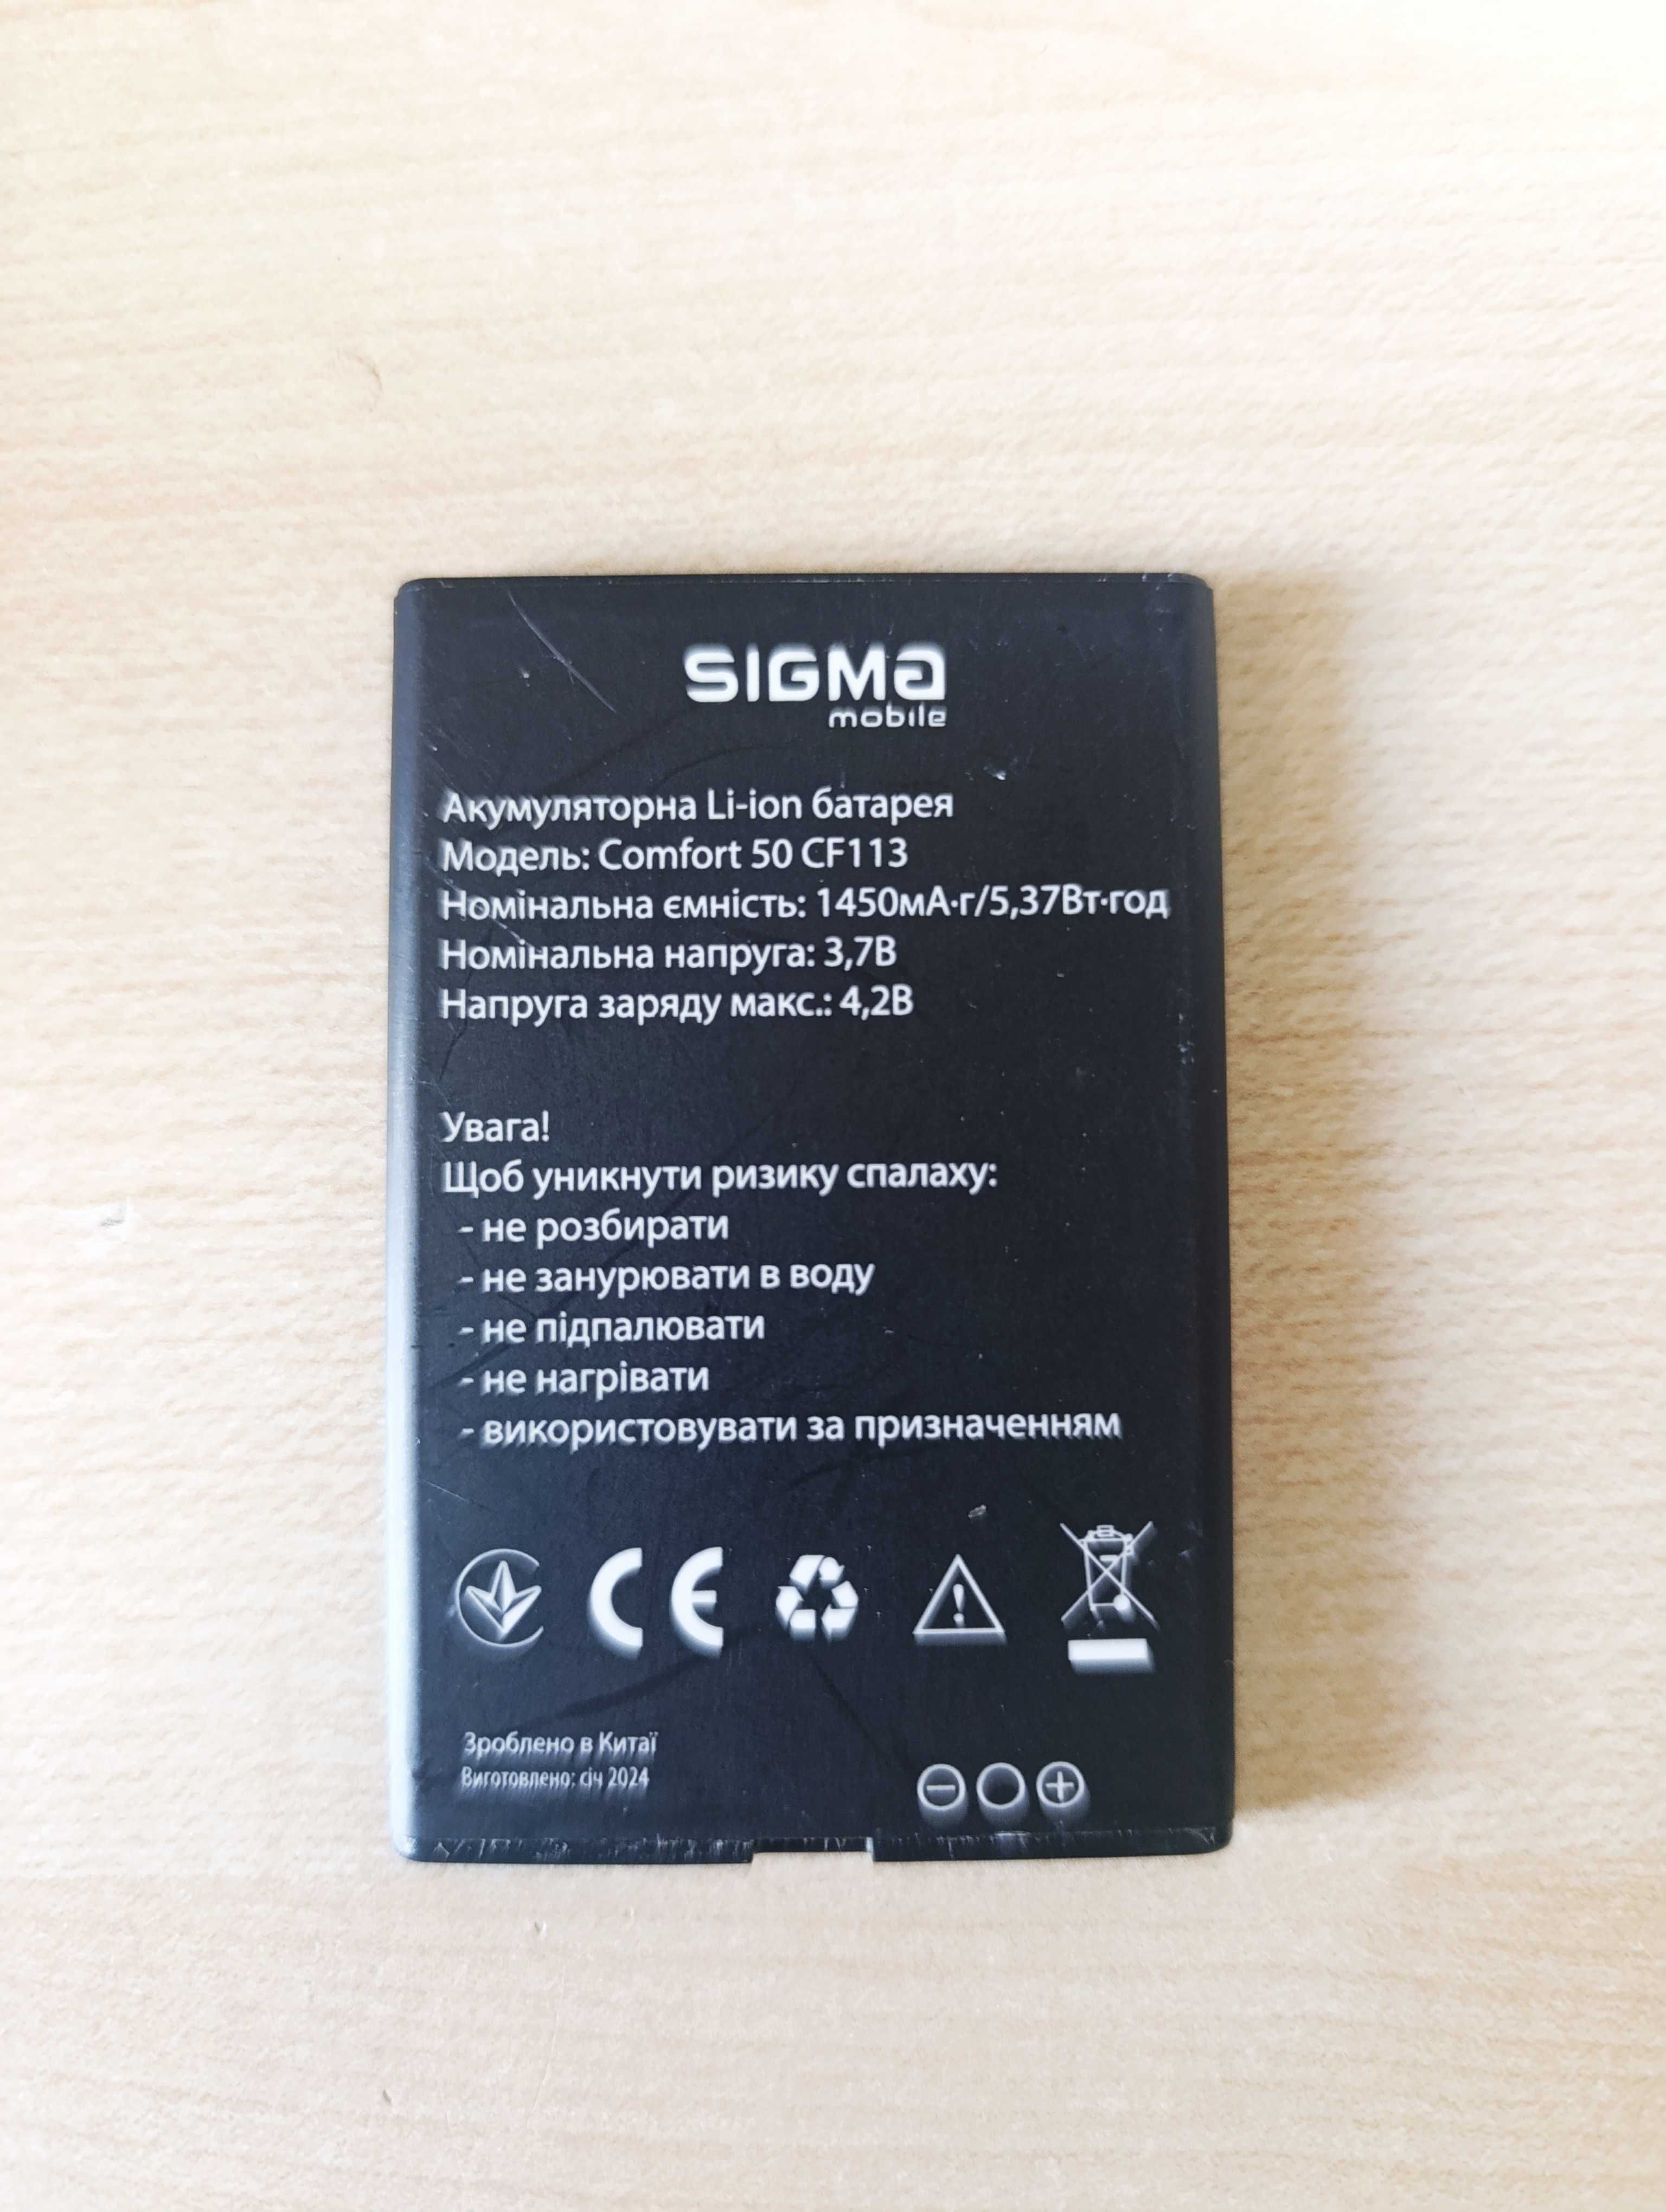 SIGMA
mobile
Акумуляторна Li-ion батарея
Модель: Comfort 50 CF113
Номінальна ємність: 1450мА·г/5,37Вт·год
Номінальна напруга: 3,7В
Напруга заряду макс.: 4,2В
Увага!
Щоб уникнути ризику спалаху:
- не розбирати
- не занурювати в воду
- не підпалювати
- не нагрівати
- використовувати за призначенням
CE
Зроблено в Китаї
Виготовлено: січ 2024